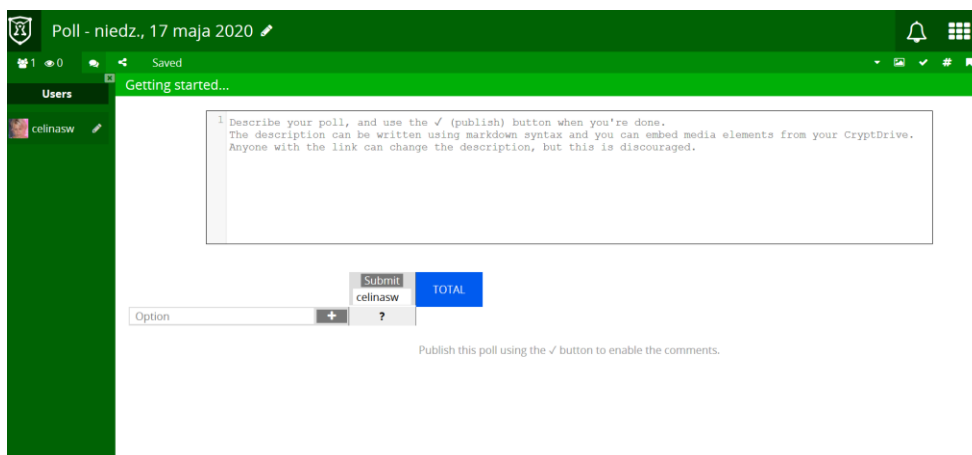 Poll - niedz., 17 maja 2020
1 0 Saved #
Users
Getting started...
celinasw
1 Describe your poll, and use the ✓ (publish) button when you're done.
The description can be written using markdown syntax and you can embed media elements from your CryptDrive.
Anyone with the link can change the description, but this is discouraged.
Submit
celinasw
TOTAL
Option + ?
Publish this poll using the ✓ button to enable the comments.